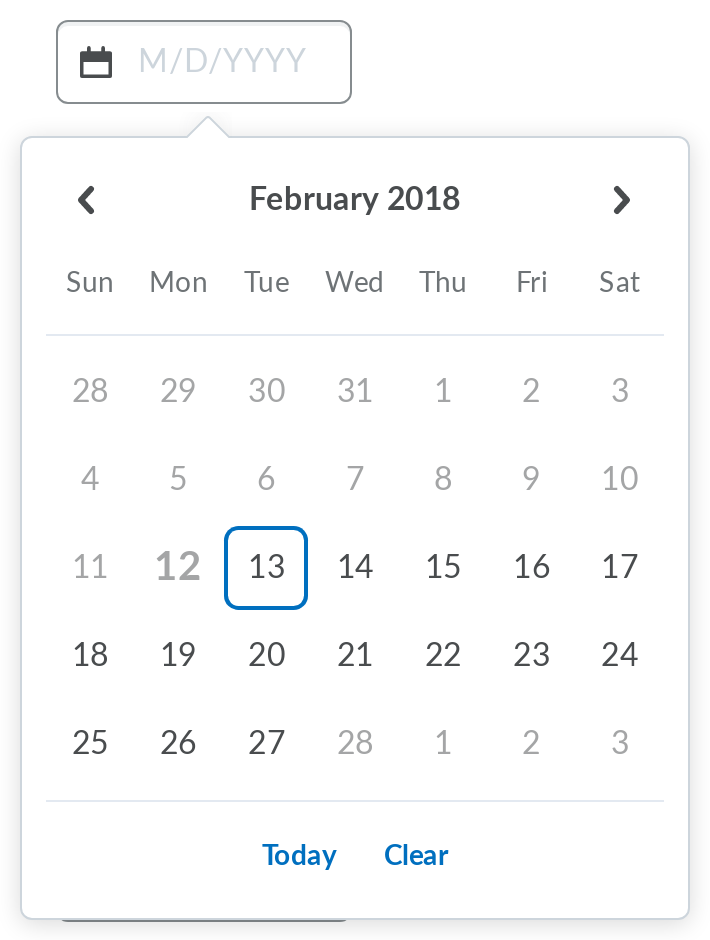 M/D/YYYY
February 2018
Sun Mon Tue Wed Thu Fri Sat
28 29 30 31 1 2 3
4 5 6 7 8 9 10
11 12 13 14 15 16 17
18 19 20 21 22 23 24
25 26 27 28 1 2 3
Today Clear